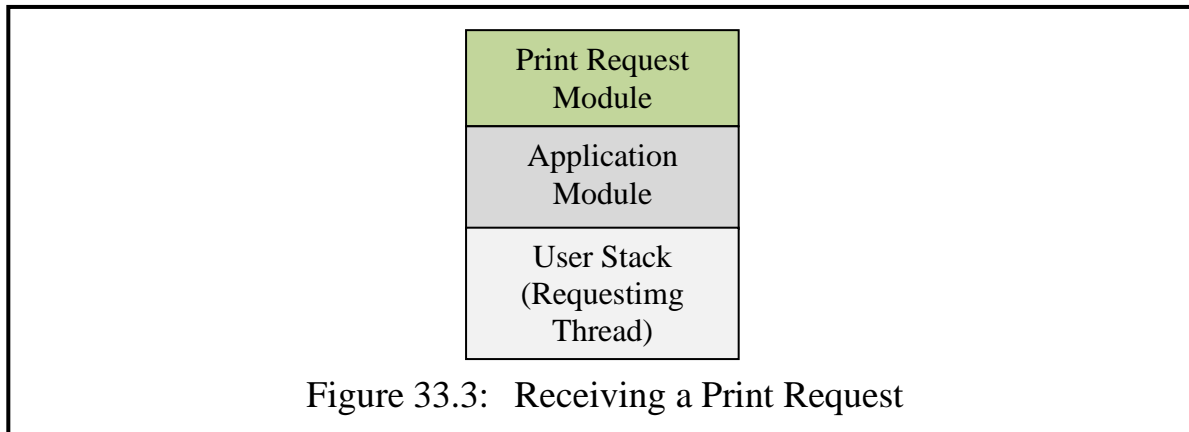 Print Request
Module
Application
Module
User Stack
(Requestimg
Thread)
Figure 33.3: Receiving a Print Request